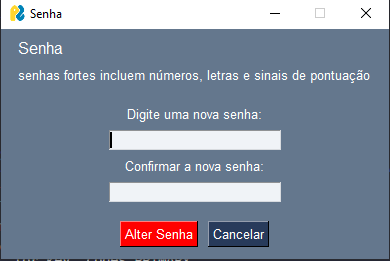 Senha
Senha
senhas fortes incluem números, letras e sinais de pontuação
Digite uma nova senha:
Confirmar a nova senha:
Alter Senha Cancelar